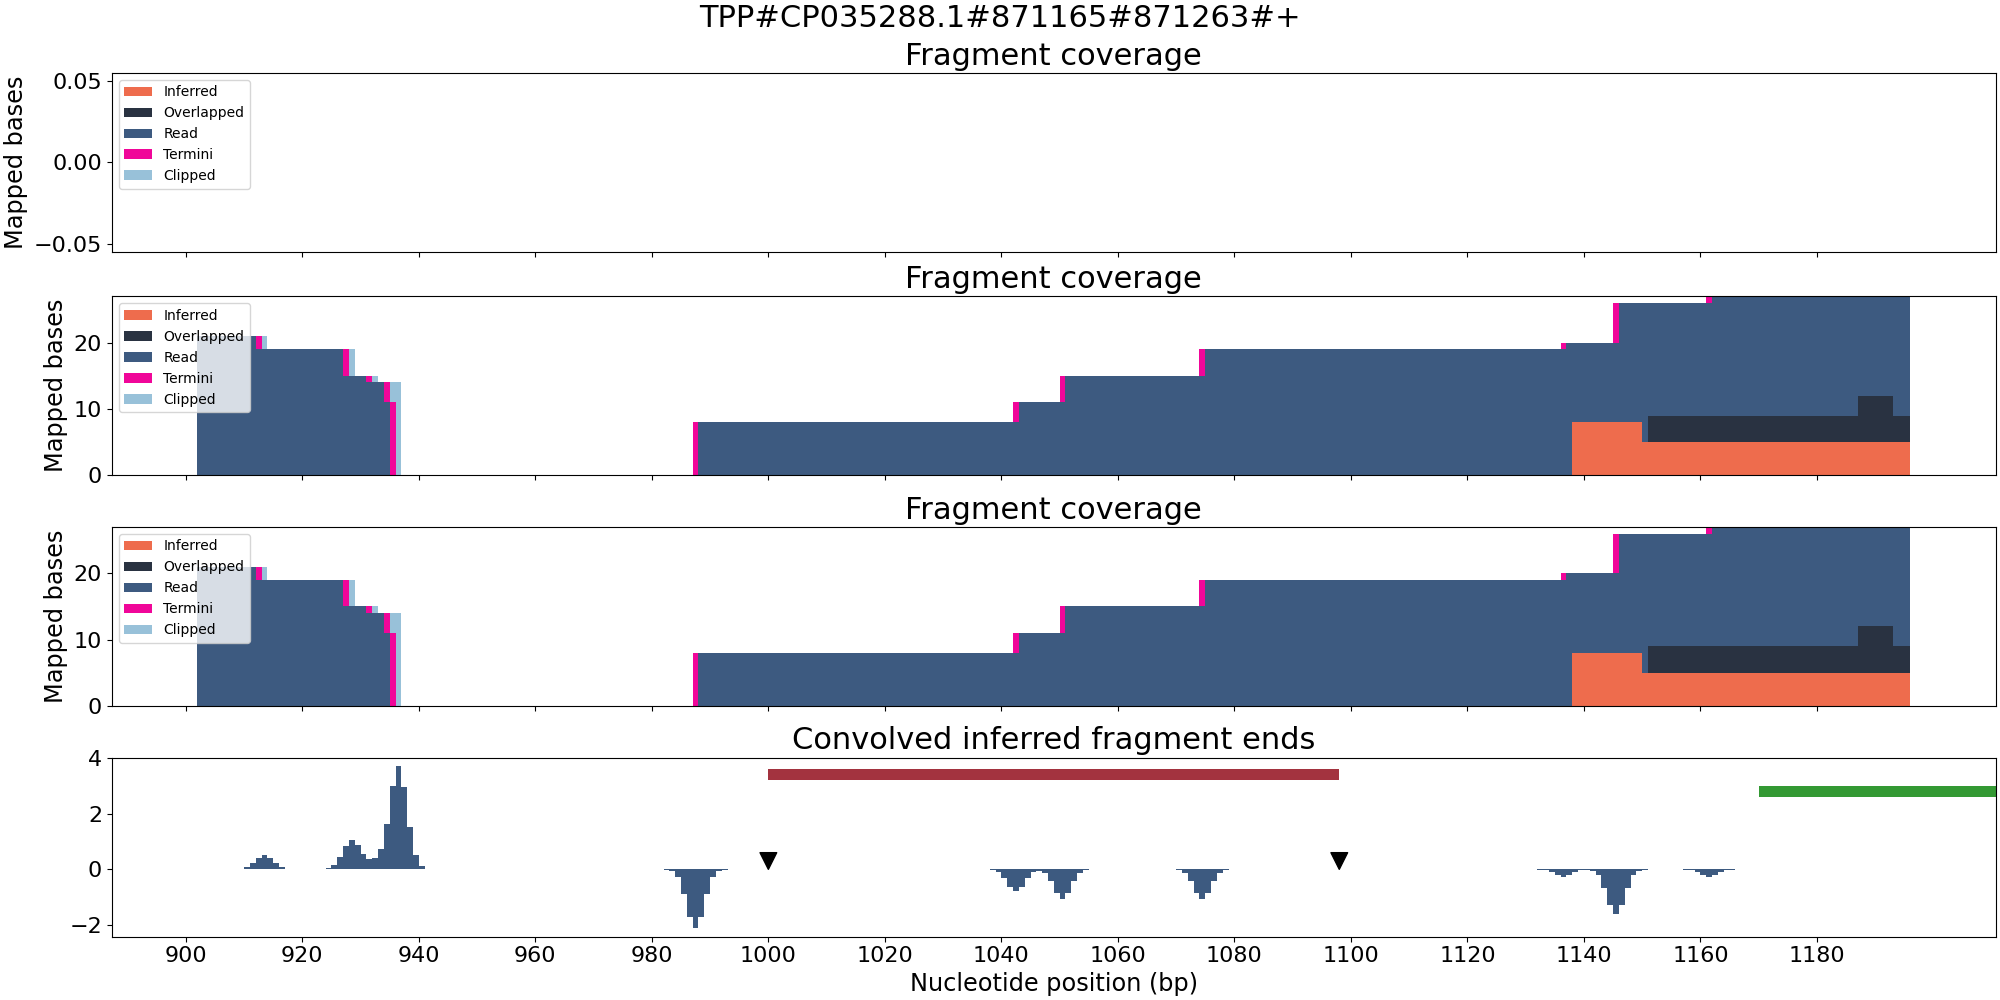 TPP#CP035288.1#871165#871263#+
Fragment coverage
Mapped bases
0.05
0.00
−0.05
Inferred
Overlapped
Read
Termini
Clipped
Fragment coverage
Mapped bases
20
10
0
Inferred
Overlapped
Read
Termini
Clipped
Fragment coverage
Mapped bases
20
10
0
Inferred
Overlapped
Read
Termini
Clipped
Convolved inferred fragment ends
4
2
0
−2
900 920 940 960 980 1000 1020 1040 1060 1080 1100 1120 1140 1160 1180
Nucleotide position (bp)